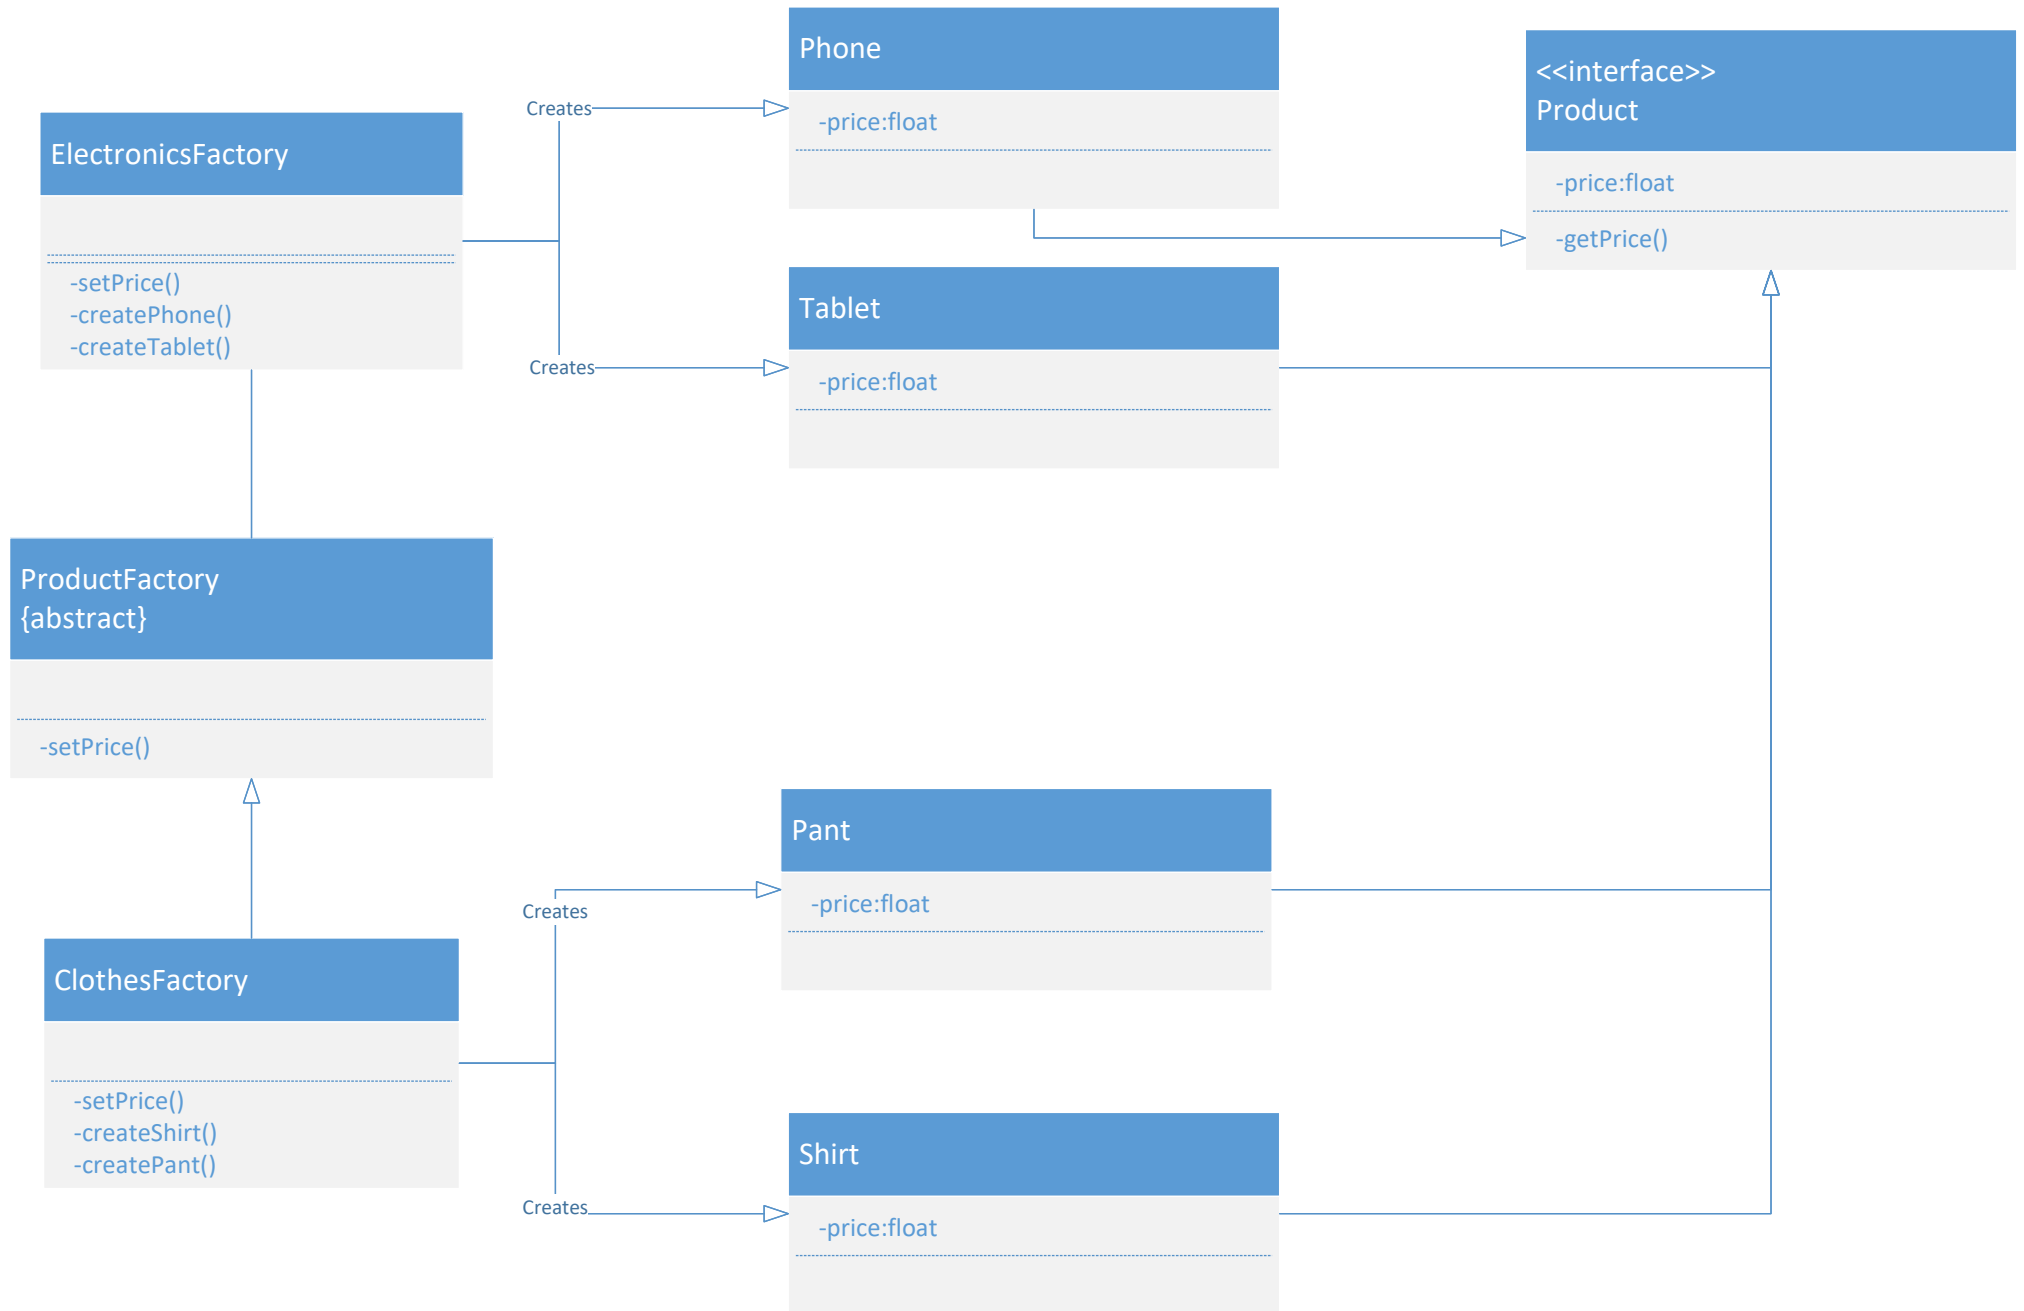 Phone
-price:float
<<interface>>
Product
-price:float
-getPrice()
ElectronicsFactory
-setPrice()
-createPhone()
-createTablet()
Creates
Creates
Tablet
-price:float
ProductFactory
{abstract}
-setPrice()
Pant
-price:float
ClothesFactory
-setPrice()
-createShirt()
-createPant()
Creates
Creates
Shirt
-price:float